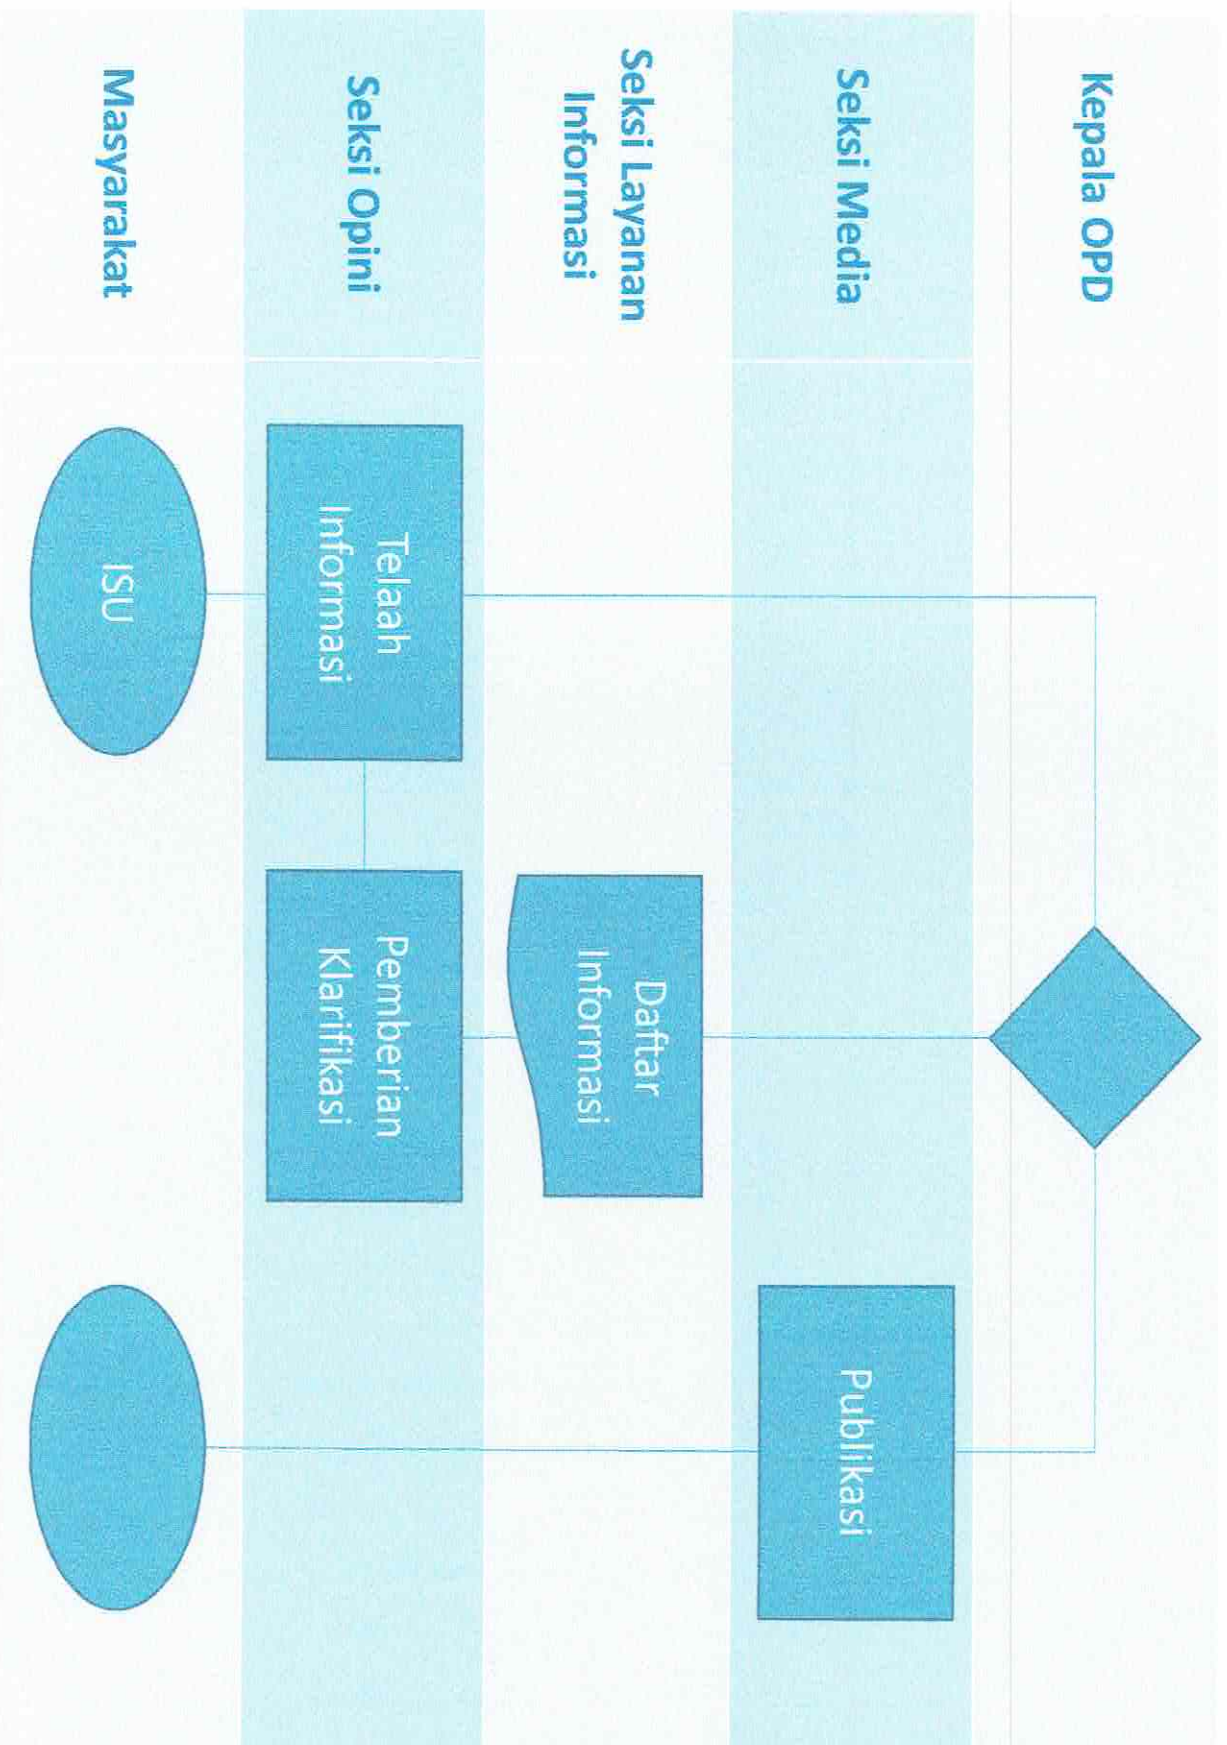 Kepala OPD
Seksi Media
Publikasi
Seksi Layanan
Informasi
Daftar
Informasi
Seksi Opini
Telaah
Informasi
Pemberian
Klarifikasi
Masyarakat
ISU